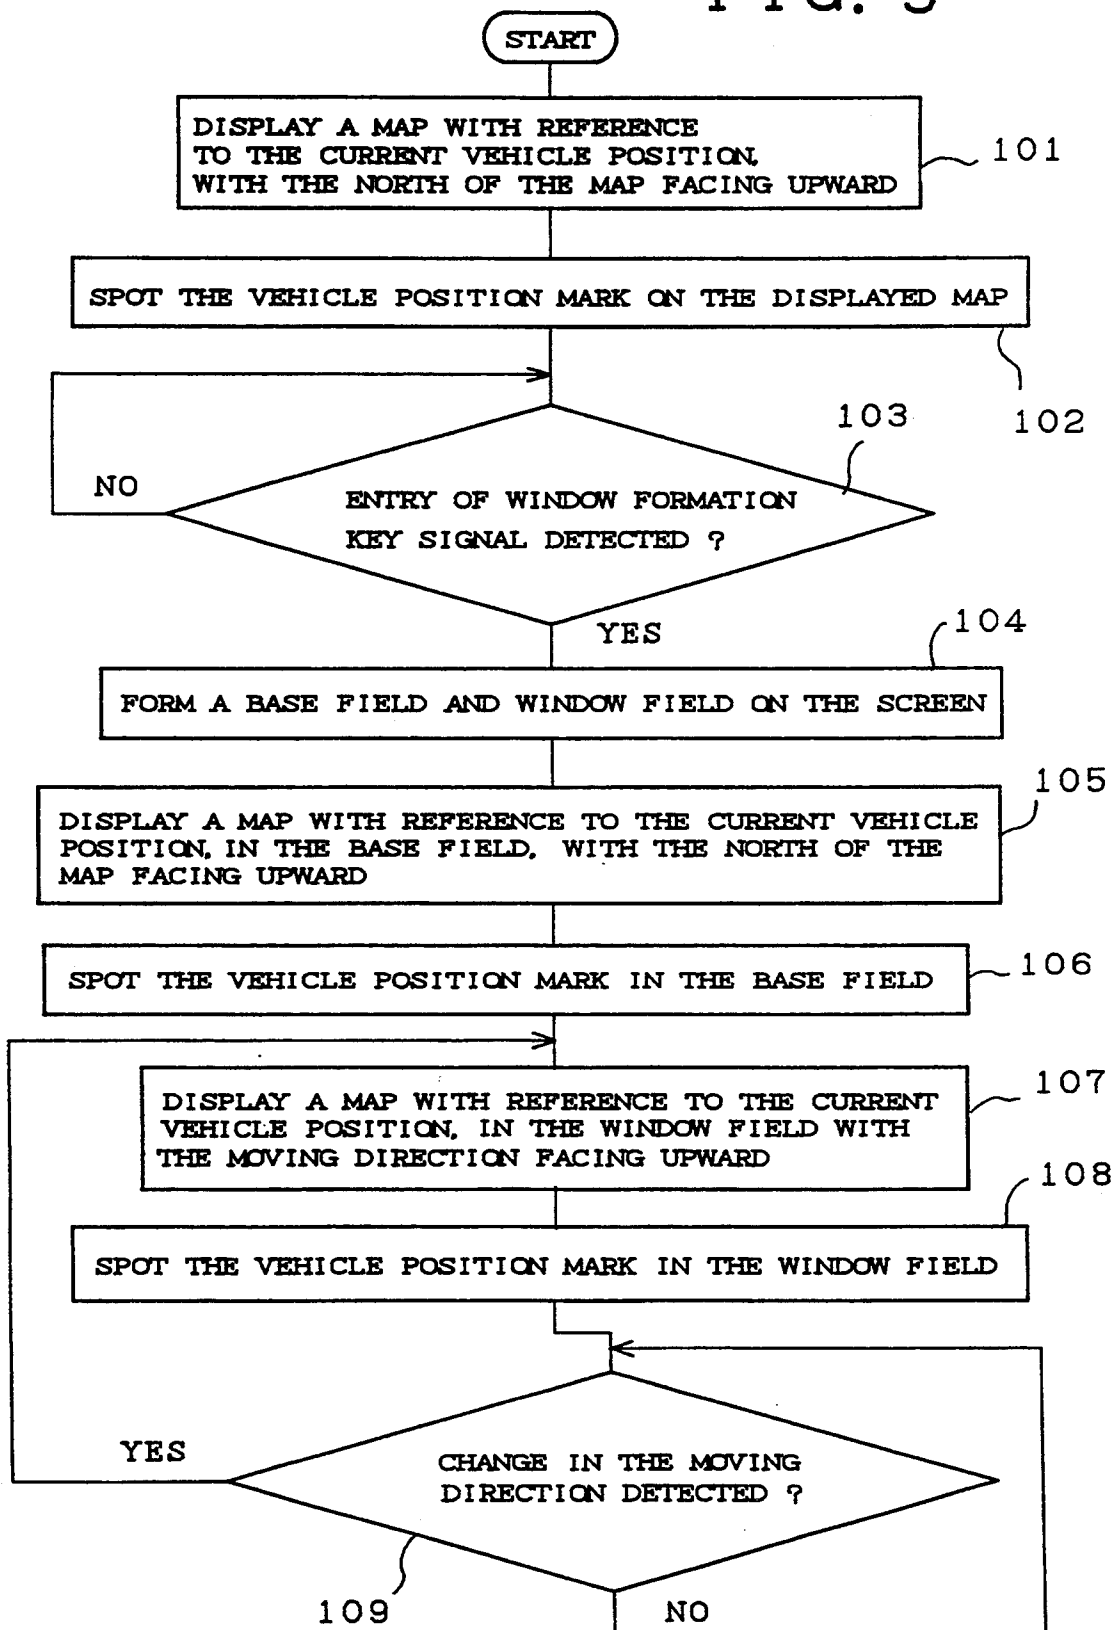 START
DISPLAY A MAP WITH REFERENCE
TO THE CURRENT VEHICLE POSITION,
WITH THE NORTH OF THE MAP FACING UPWARD
101
SPOT THE VEHICLE POSITION MARK ON THE DISPLAYED MAP
102
103
NO
ENTRY OF WINDOW FORMATION
KEY SIGNAL DETECTED ?
YES
104
FORM A BASE FIELD AND WINDOW FIELD ON THE SCREEN
105
DISPLAY A MAP WITH REFERENCE TO THE CURRENT VEHICLE
POSITION, IN THE BASE FIELD, WITH THE NORTH OF THE
MAP FACING UPWARD
SPOT THE VEHICLE POSITION MARK IN THE BASE FIELD
106
107
DISPLAY A MAP WITH REFERENCE TO THE CURRENT
VEHICLE POSITION, IN THE WINDOW FIELD WITH
THE MOVING DIRECTION FACING UPWARD
108
SPOT THE VEHICLE POSITION MARK IN THE WINDOW FIELD
YES
CHANGE IN THE MOVING
DIRECTION DETECTED ?
109
NO